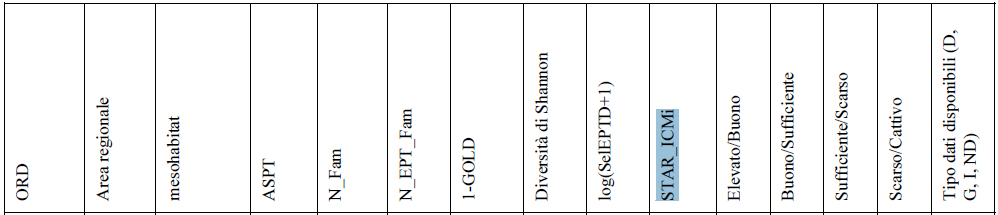 ORD
Area regionale
mesohabitat
ASPT
N_Fam
N_EPT_Fam
1-GOLD
Diversità di Shannon
log(SelEPTD+1)
STAR_ICMi
Elevato/Buono
Buono/Sufficiente
Sufficiente/Scarso
Scarso/Cattivo
Tipo dati disponibili (D,
G, I, ND)